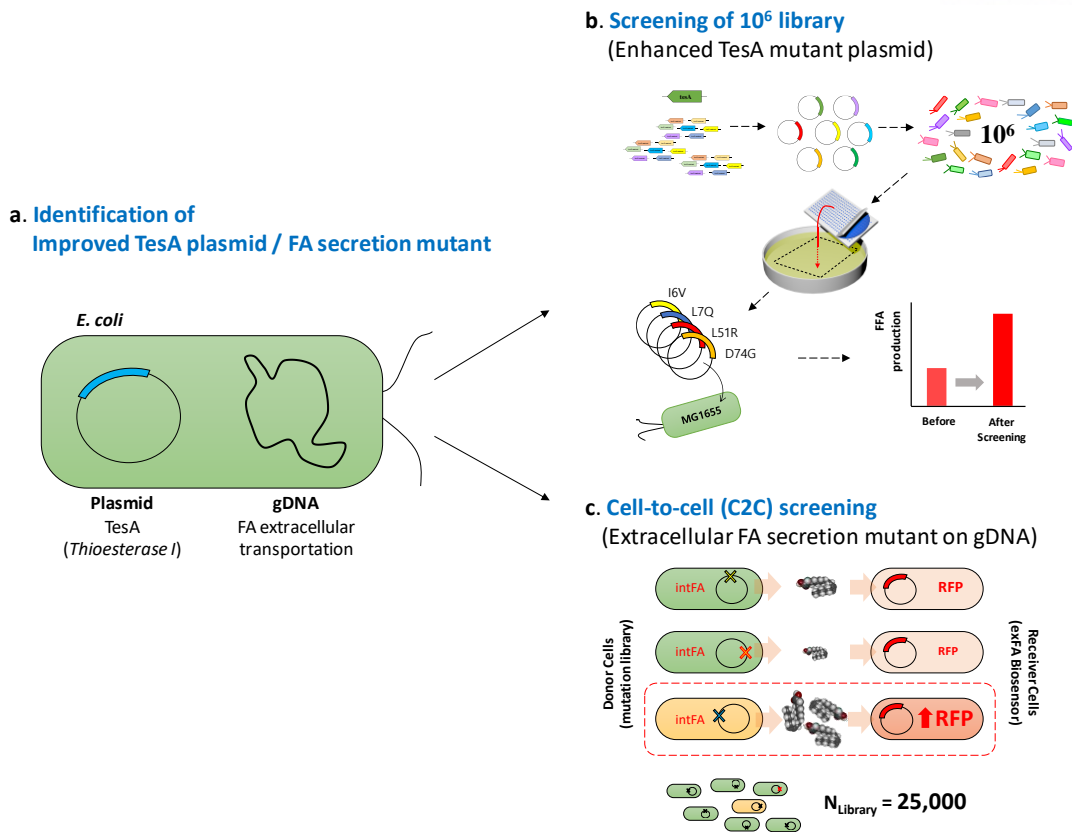 a. Identification of
Improved TesA plasmid / FA secretion mutant
E. coli
Plasmid
TesA
(Thioesterase I)
gDNA
FA extracellular
transportation
b. Screening of 10⁶ library
(Enhanced TesA mutant plasmid)
tesA
10⁶
I6V
L7Q
L51R
D74G
MG1655
FFA
production
Before
After
Screening
c. Cell-to-cell (C2C) screening
(Extracellular FA secretion mutant on gDNA)
Donor Cells
(mutation library)
intFA
RFP
intFA
RFP
intFA
RFP
Receiver Cells
(exFA Biosensor)
N Library = 25,000